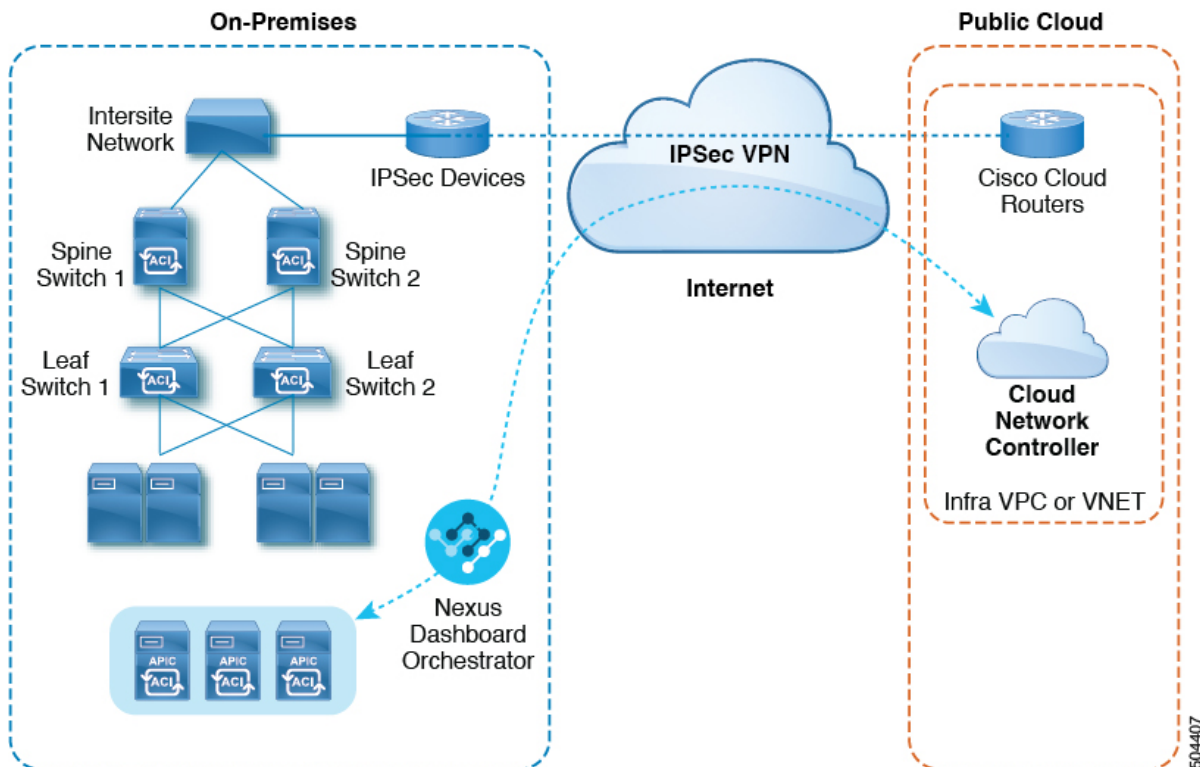 On-Premises
Public Cloud
Intersite
Network
IPSec Devices
IPSec VPN
Cisco Cloud
Routers
Spine
Switch 1
ACI
ACI
Spine
Switch 2
Internet
Leaf
Switch 1
ACI
ACI
Leaf
Switch 2
Cloud
Network
Controller
Infra VPC or VNET
Nexus
Dashboard
Orchestrator
APIC
ACI
APIC
ACI
APIC
ACI
504407